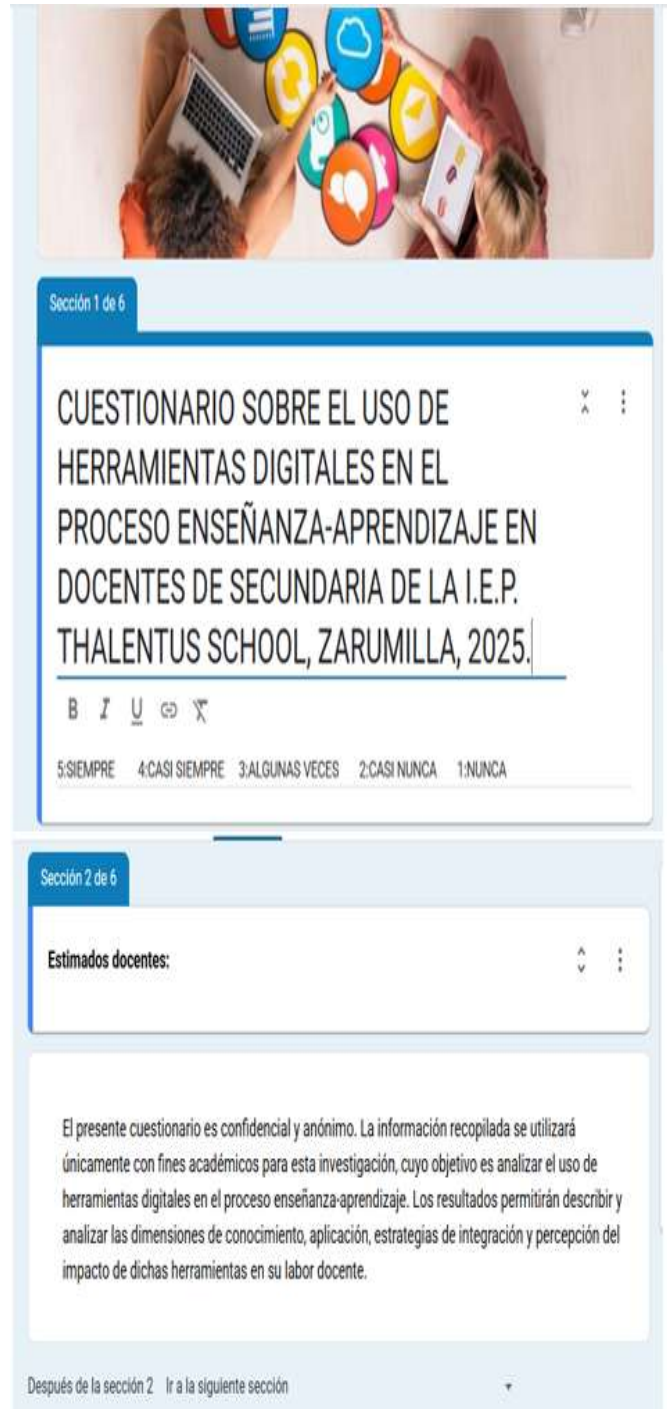 Sección 1 de 6
CUESTIONARIO SOBRE EL USO DE
HERRAMIENTAS DIGITALES EN EL
PROCESO ENSEÑANZA-APRENDIZAJE EN
DOCENTES DE SECUNDARIA DE LA I.E.P.
THALENTUS SCHOOL, ZARUMILLA, 2025.
B I U
5:SIEMPRE 4:CASI SIEMPRE 3:ALGUNAS VECES 2:CASI NUNCA 1:NUNCA
Sección 2 de 6
Estimados docentes:
El presente cuestionario es confidencial y anónimo. La información recopilada se utilizará
únicamente con fines académicos para esta investigación, cuyo objetivo es analizar el uso de
herramientas digitales en el proceso enseñanza-aprendizaje. Los resultados permitirán describir y
analizar las dimensiones de conocimiento, aplicación, estrategias de integración y percepción del
impacto de dichas herramientas en su labor docente.
Después de la sección 2 Ir a la siguiente sección